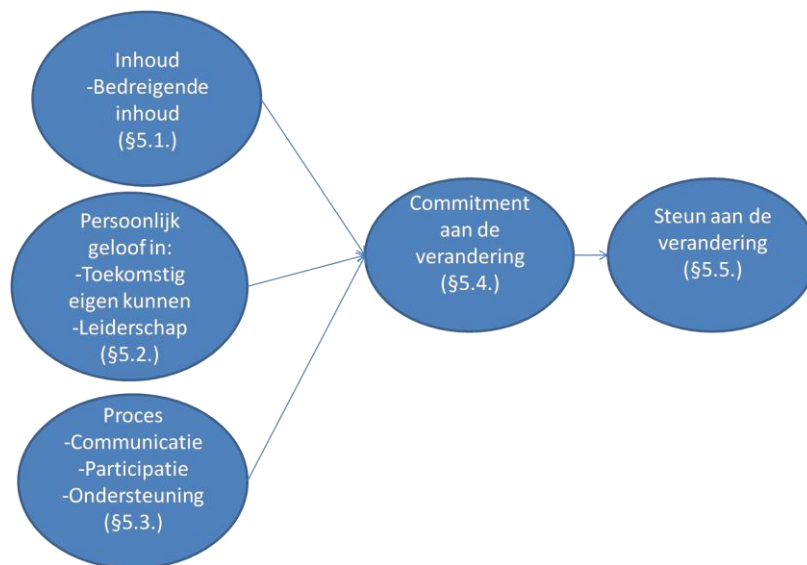 Inhoud
-Bedreigende
inhoud
(§5.1.)
Persoonlijk
geloof in:
-Toekomstig
eigen kunnen
-Leiderschap
(§5.2.)
Proces
-Communicatie
-Participatie
-Ondersteuning
(§5.3.)
Commitment
aan de
verandering
(§5.4.)
Steun aan de
verandering
(§5.5.)